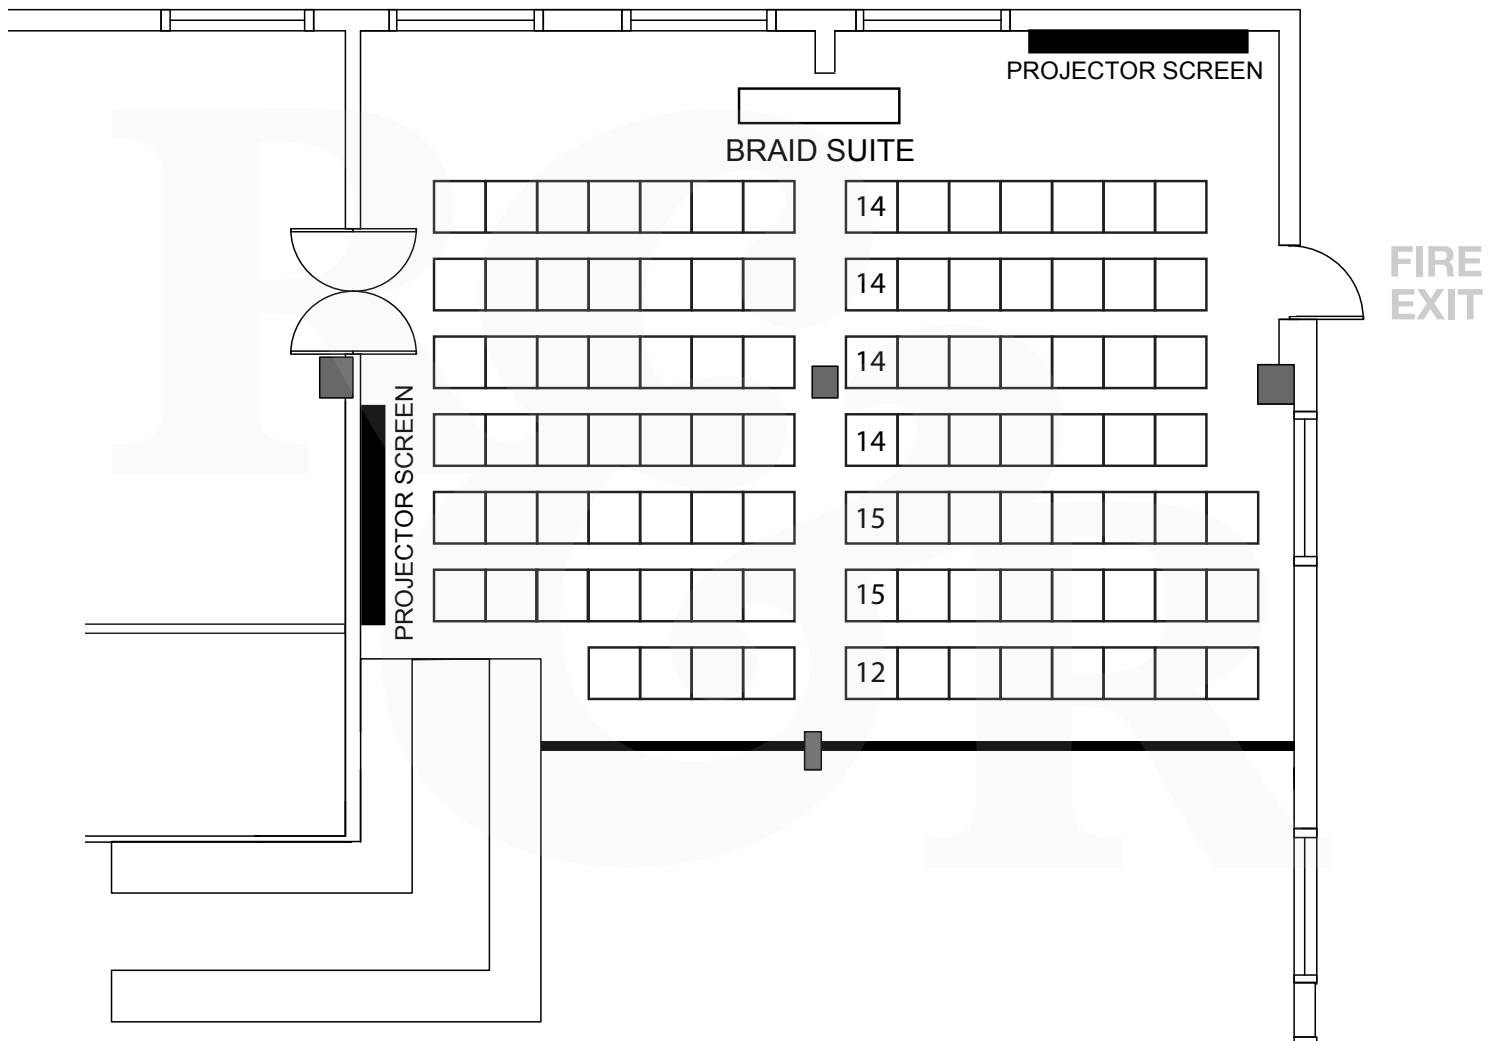 PROJECTOR SCREEN
BRAID SUITE
14
14
FIRE
EXIT
14
PROJECTOR SCREEN
14
15
15
12
R&R